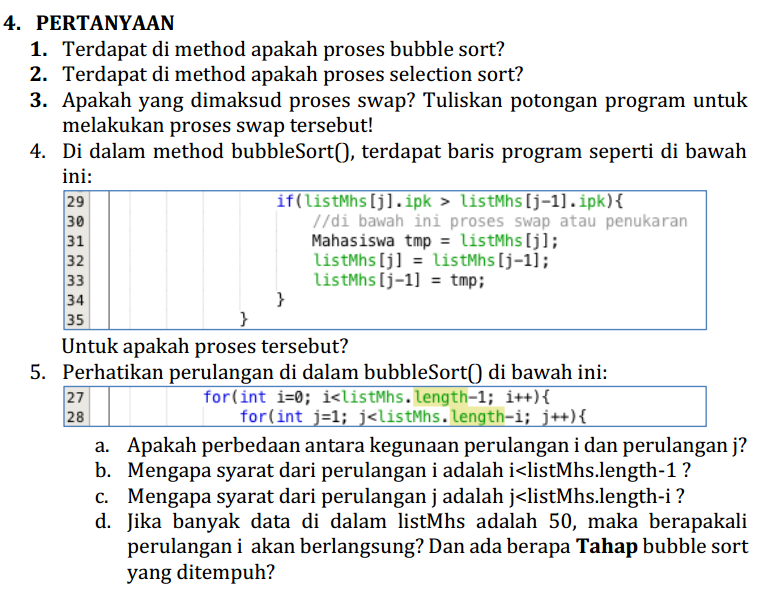 4. PERTANYAAN
1. Terdapat di method apakah proses bubble sort?
2. Terdapat di method apakah proses selection sort?
3. Apakah yang dimaksud proses swap? Tuliskan potongan program untuk
melakukan proses swap tersebut!
4. Di dalam method bubbleSort(), terdapat baris program seperti di bawah
ini:
29 if(listMhs[j].ipk > listMhs[j-1].ipk){
30 //di bawah ini proses swap atau penukaran
31 Mahasiswa tmp = listMhs[j];
32 listMhs[j] = listMhs[j-1];
33 listMhs[j-1] = tmp;
34 }
35 }
Untuk apakah proses tersebut?
5. Perhatikan perulangan di dalam bubbleSort() di bawah ini:
27 for(int i=0; i<listMhs.length-1; i++){
28 for(int j=1; j<listMhs.length-i; j++){
a. Apakah perbedaan antara kegunaan perulangan i dan perulangan j?
b. Mengapa syarat dari perulangan i adalah i<listMhs.length-1 ?
c. Mengapa syarat dari perulangan j adalah j<listMhs.length-i ?
d. Jika banyak data di dalam listMhs adalah 50, maka berapakali
perulangan i akan berlangsung? Dan ada berapa Tahap bubble sort
yang ditempuh?